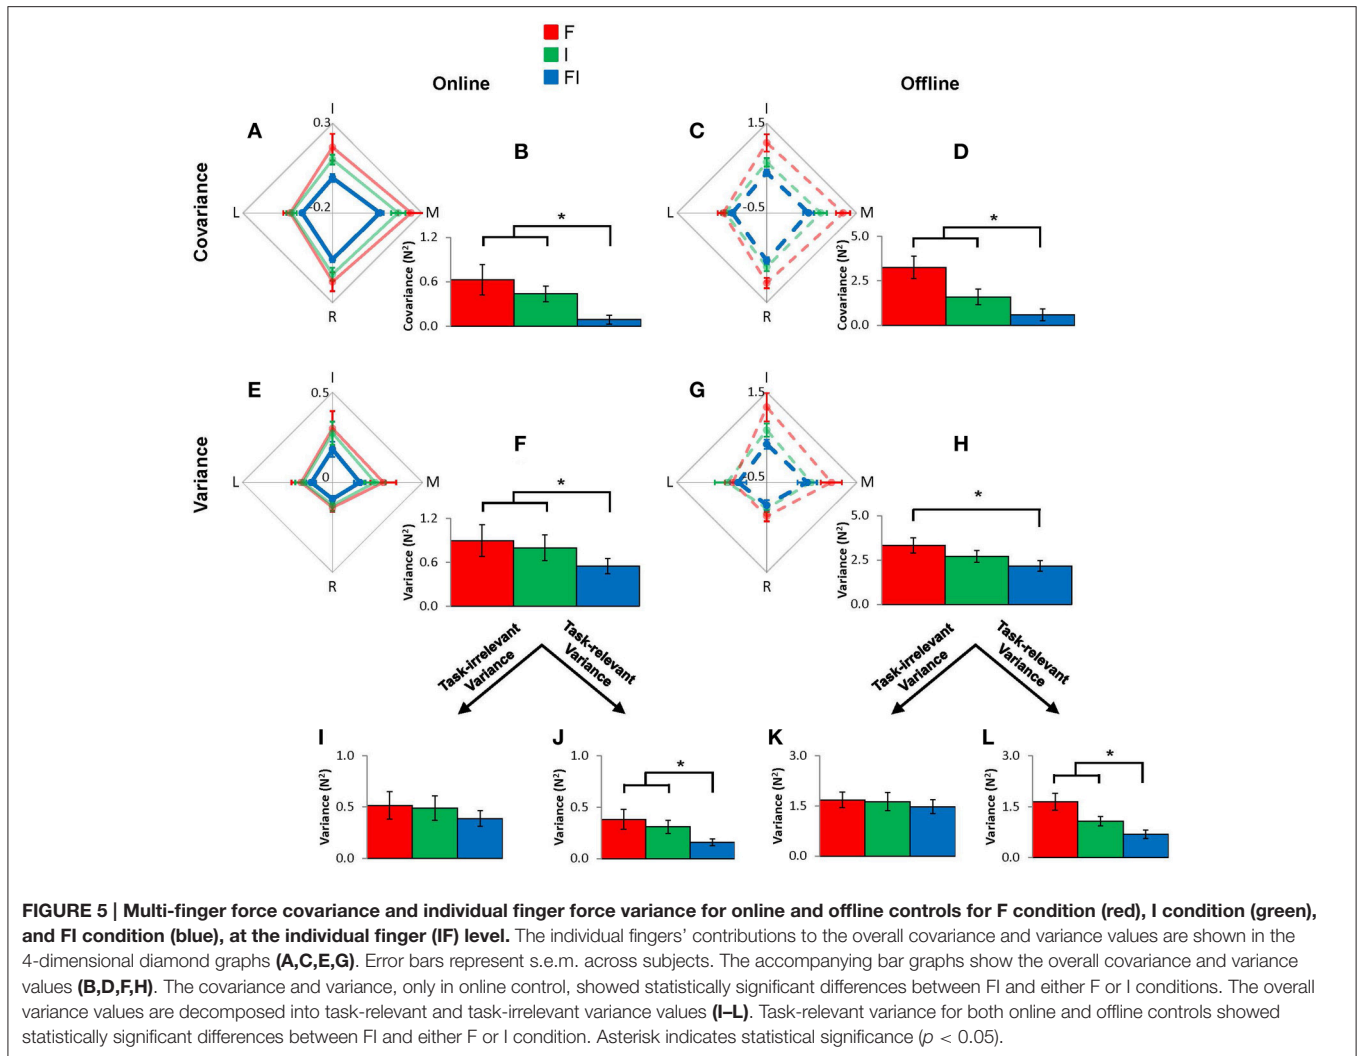 F
I
FI
Online
Offline
Covariance
A
I
0.3
-0.2
L
M
R
B
*
Covariance (N²)
1.2
0.6
0.0
C
I
1.5
-0.5
L
M
R
D
*
Covariance (N²)
5.0
2.5
0.0
Variance
E
I
0.5
0
L
M
R
F
*
Variance (N²)
1.2
0.6
0.0
G
I
1.5
-0.5
L
M
R
H
*
Variance (N²)
5.0
2.5
0.0
Task-irrelevant
Variance
Task-relevant
Variance
Task-irrelevant
Variance
Task-relevant
Variance
I
Variance (N²)
1.0
0.5
0.0
J
*
Variance (N²)
1.0
0.5
0.0
K
Variance (N²)
3.0
1.5
0.0
L
*
Variance (N²)
3.0
1.5
0.0
FIGURE 5 | Multi-finger force covariance and individual finger force variance for online and offline controls for F condition (red), I condition (green),
and FI condition (blue), at the individual finger (IF) level. The individual fingers' contributions to the overall covariance and variance values are shown in the
4-dimensional diamond graphs (A,C,E,G). Error bars represent s.e.m. across subjects. The accompanying bar graphs show the overall covariance and variance
values (B,D,F,H). The covariance and variance, only in online control, showed statistically significant differences between FI and either F or I conditions. The overall
variance values are decomposed into task-relevant and task-irrelevant variance values (I–L). Task-relevant variance for both online and offline controls showed
statistically significant differences between FI and either F or I condition. Asterisk indicates statistical significance (p < 0.05).